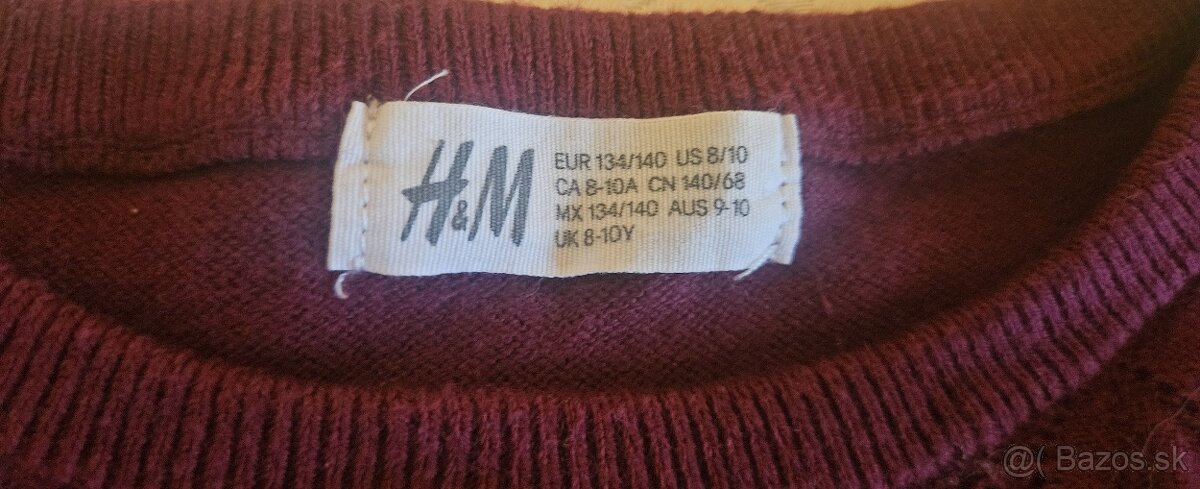 H&M
EUR 134/140 US 8/10
CA 8-10A CN 140/68
MX 134/140 AUS 9-10
UK 8-10Y
@( Bazos.sk